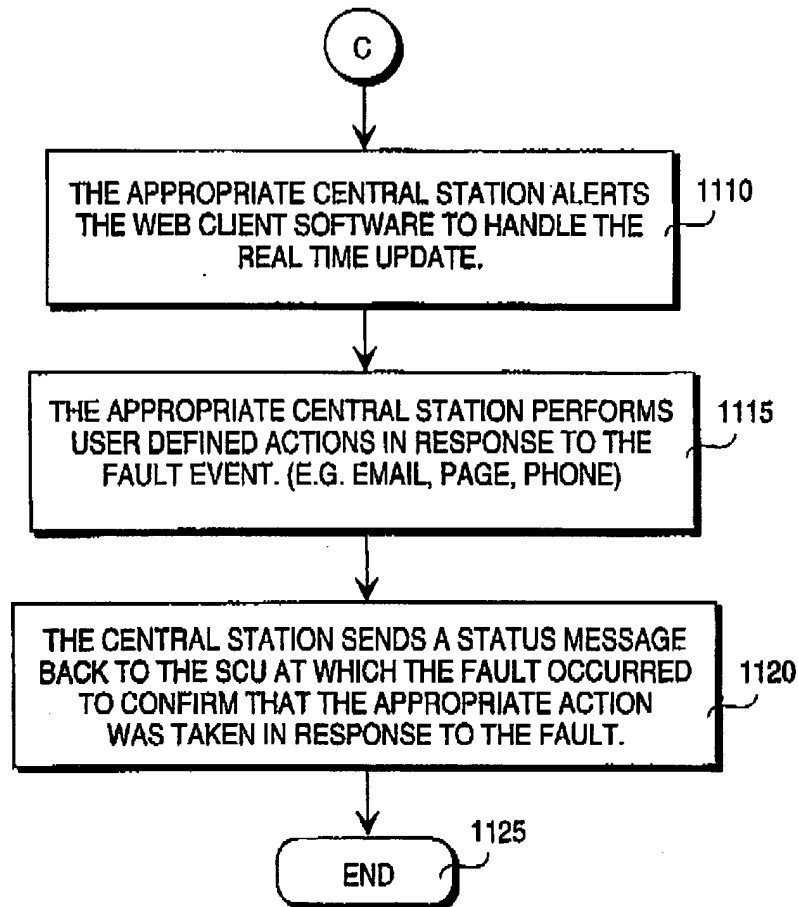 C
THE APPROPRIATE CENTRAL STATION ALERTS
THE WEB CLIENT SOFTWARE TO HANDLE THE
REAL TIME UPDATE.
1110
THE APPROPRIATE CENTRAL STATION PERFORMS
USER DEFINED ACTIONS IN RESPONSE TO THE
FAULT EVENT. (E.G. EMAIL, PAGE, PHONE)
1115
THE CENTRAL STATION SENDS A STATUS MESSAGE
BACK TO THE SCU AT WHICH THE FAULT OCCURRED
TO CONFIRM THAT THE APPROPRIATE ACTION
WAS TAKEN IN RESPONSE TO THE FAULT.
1120
END
1125